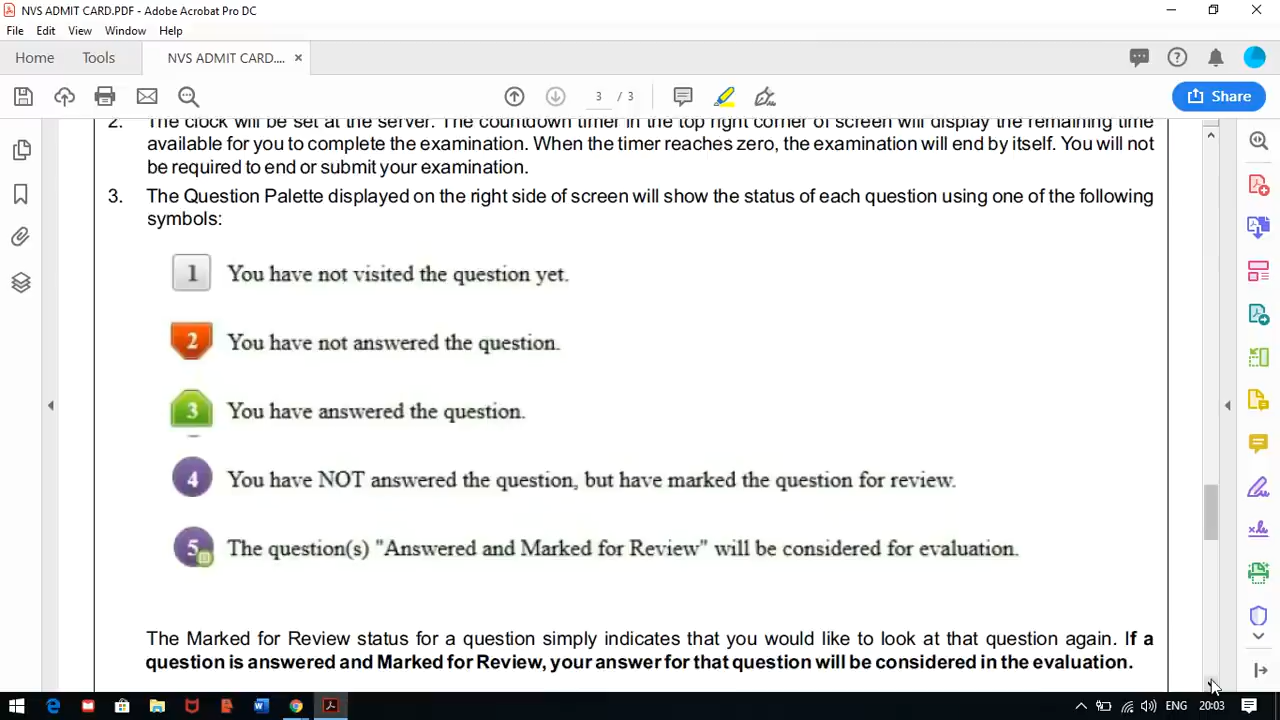 NVS ADMIT CARD.PDF - Adobe Acrobat Pro DC
File Edit View Window Help
Home Tools NVS ADMIT CARD.... ×
3 / 3
Share
2. The clock will be set at the server. The countdown timer in the top right corner of screen will display the remaining time
available for you to complete the examination. When the timer reaches zero, the examination will end by itself. You will not
be required to end or submit your examination.
3. The Question Palette displayed on the right side of screen will show the status of each question using one of the following
symbols:
1 You have not visited the question yet.
2 You have not answered the question.
3 You have answered the question.
4 You have NOT answered the question, but have marked the question for review.
5 The question(s) "Answered and Marked for Review" will be considered for evaluation.
The Marked for Review status for a question simply indicates that you would like to look at that question again. If a
question is answered and Marked for Review, your answer for that question will be considered in the evaluation.
ENG 20:03